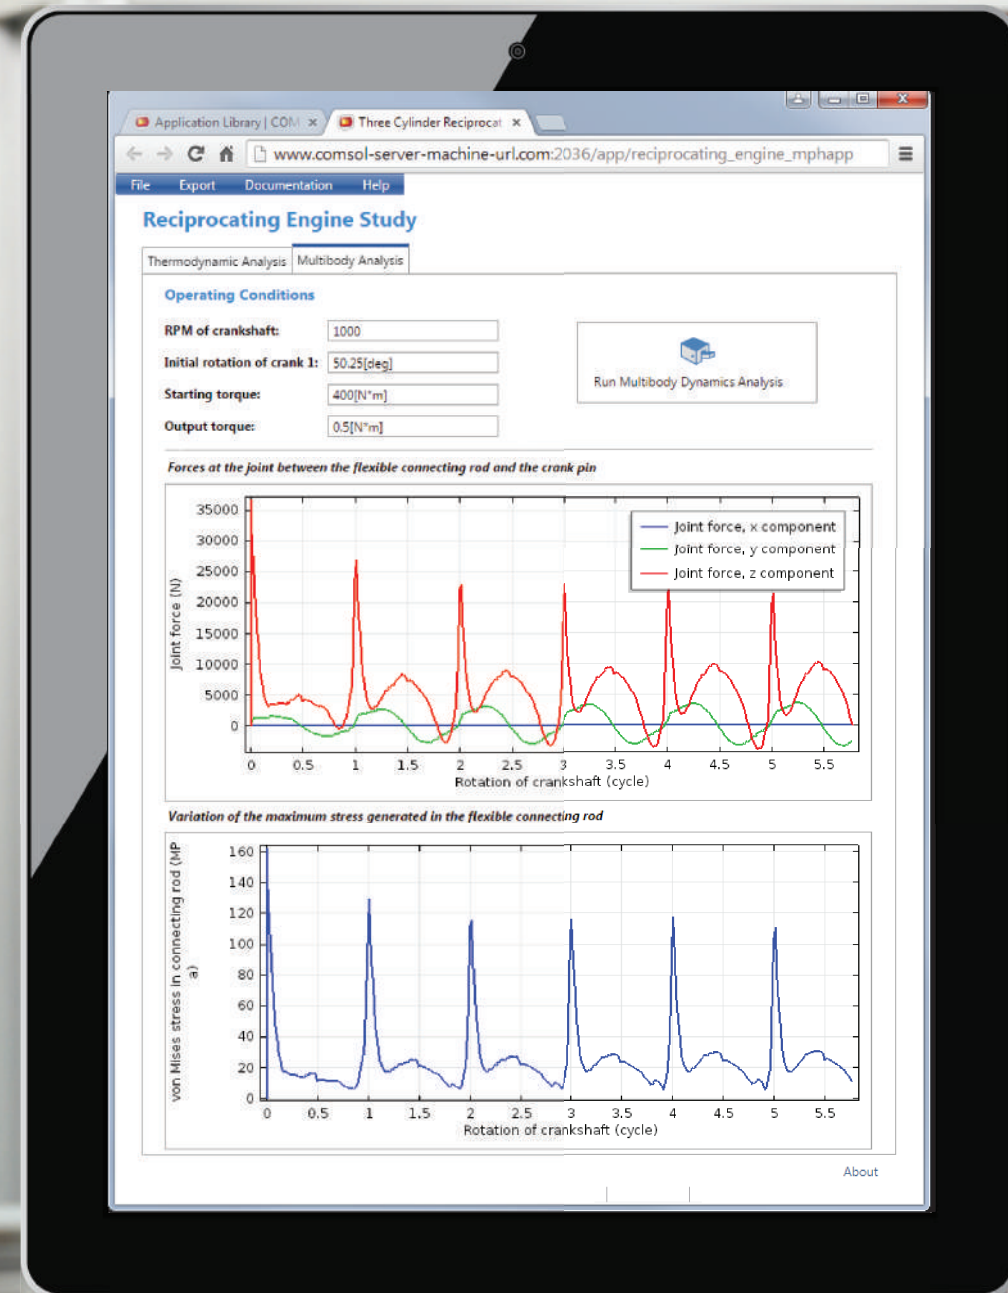 Application Library | COM
Three Cylinder Reciprocat
www.comsol-server-machine-url.com:2036/app/reciprocating_engine_mphapp
File Export Documentation Help
Reciprocating Engine Study
Thermodynamic Analysis Multibody Analysis
Operating Conditions
RPM of crankshaft: 1000
Initial rotation of crank 1: 50.25[deg]
Starting torque: 400[N*m]
Output torque: 0.5[N*m]
Run Multibody Dynamics Analysis
Forces at the joint between the flexible connecting rod and the crank pin
Joint force (N)
35000
30000
25000
20000
15000
10000
5000
0
Joint force, x component
Joint force, y component
Joint force, z component
0 0.5 1 1.5 2 2.5 3 3.5 4 4.5 5 5.5
Rotation of crankshaft (cycle)
Variation of the maximum stress generated in the flexible connecting rod
von Mises stress in connecting rod (MP
a)
160
140
120
100
80
60
40
20
0
0 0.5 1 1.5 2 2.5 3 3.5 4 4.5 5 5.5
Rotation of crankshaft (cycle)
About